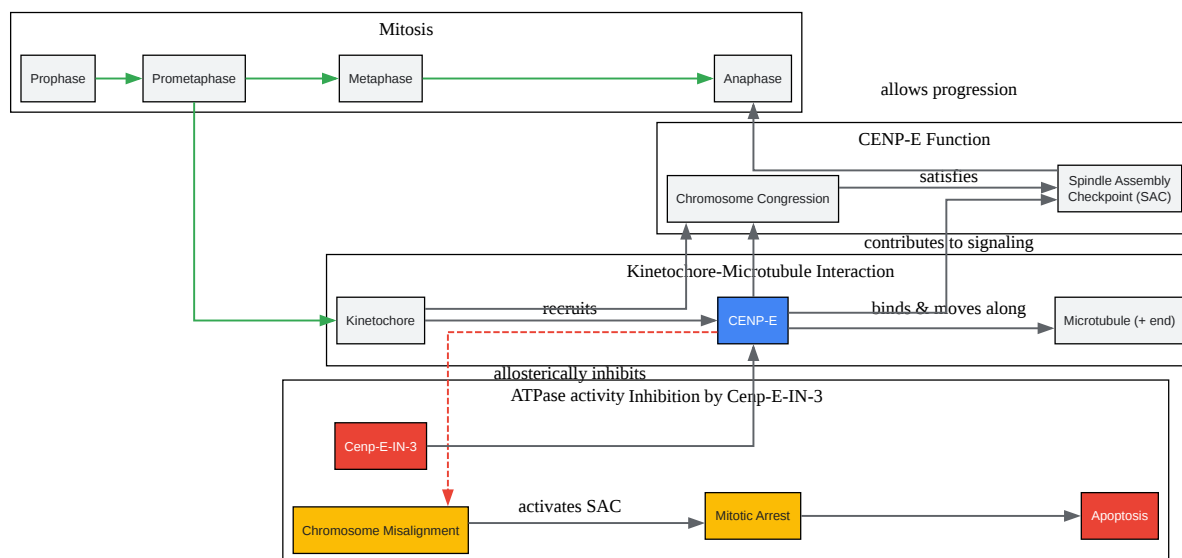 Mitosis
Prophase
Prometaphase
Metaphase
Anaphase
allows progression
CENP-E Function
Chromosome Congression
satisfies
Spindle Assembly
Checkpoint (SAC)
contributes to signaling
Kinetochore-Microtubule Interaction
Kinetochore
recruits
CENP-E
binds & moves along
Microtubule (+ end)
allosterically inhibits
ATPase activity
Inhibition by Cenp-E-IN-3
Cenp-E-IN-3
Chromosome Misalignment
activates SAC
Mitotic Arrest
Apoptosis